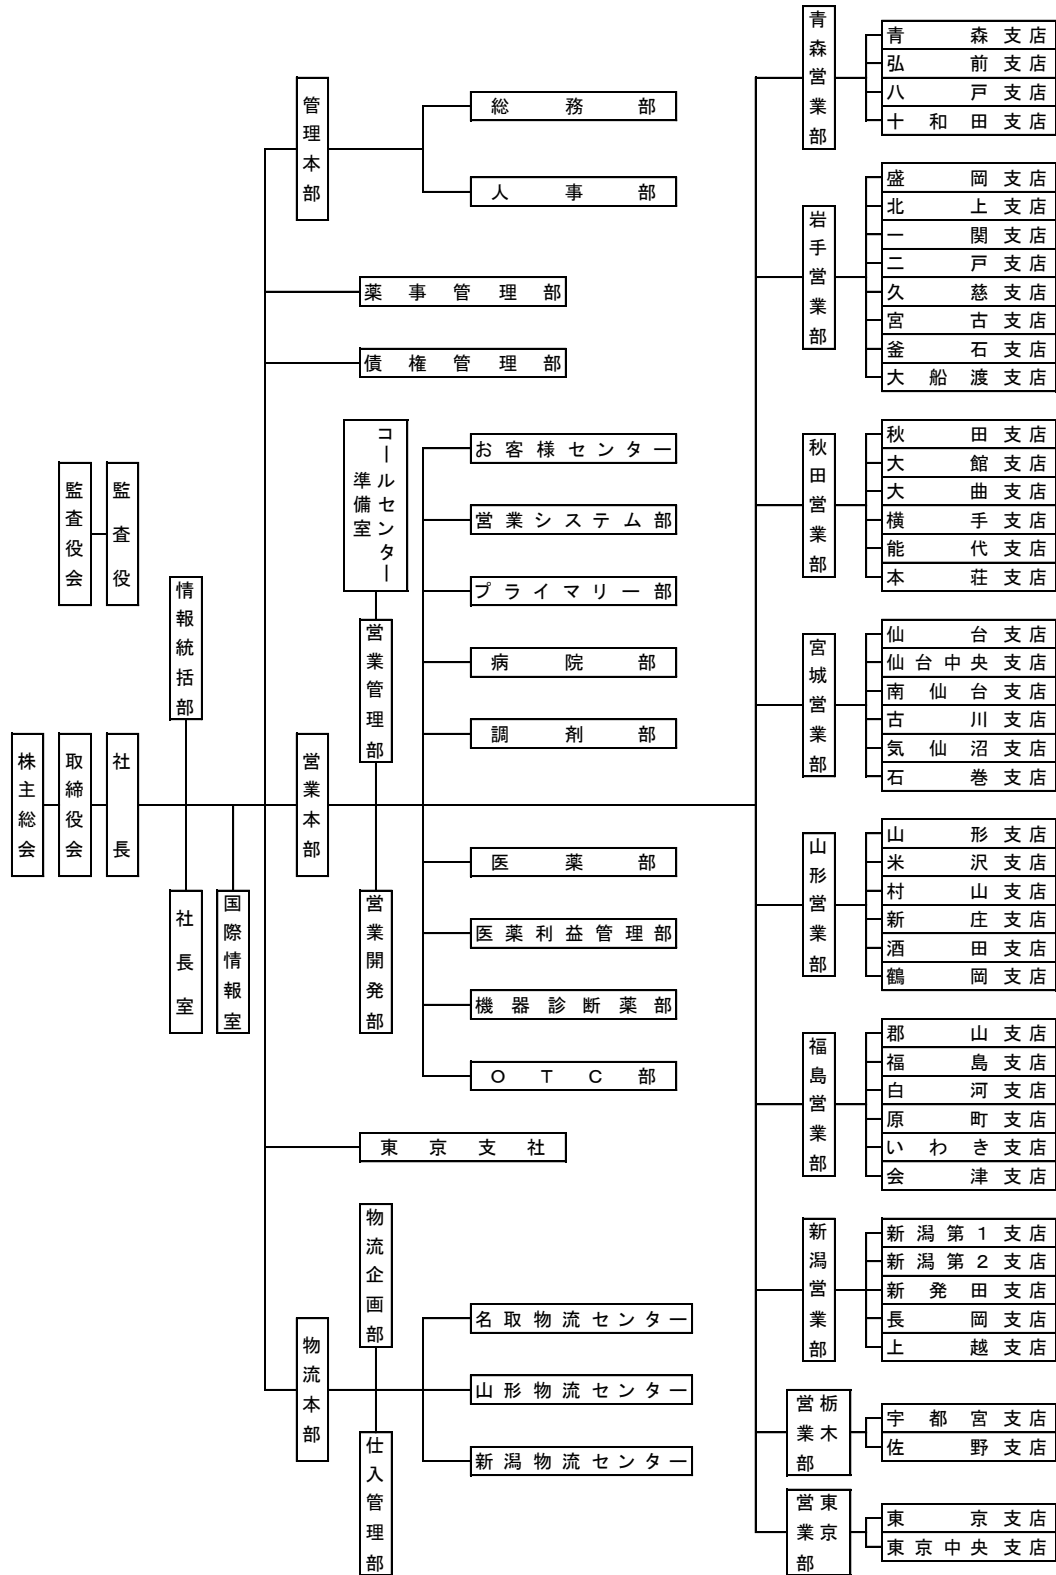 株主総会
取締役会
社長
監査役会
監査役
情報統括部
社長室
国際情報室
管理本部
総務部
人事部
薬事管理部
債権管理部
営業本部
コールセンター
準備室
営業管理部
営業開発部
お客様センター
営業システム部
プライマリー部
病院部
調剤部
医薬部
医薬利益管理部
機器診断薬部
ＯＴＣ部
東京支社
物流本部
物流企画部
仕入管理部
名取物流センター
山形物流センター
新潟物流センター
青森営業部
青森支店
弘前支店
八戸支店
十和田支店
岩手営業部
盛岡支店
北上支店
一関支店
二戸支店
久慈支店
宮古支店
釜石支店
大船渡支店
秋田営業部
秋田支店
大館支店
大曲支店
横手支店
能代支店
本荘支店
宮城営業部
仙台支店
仙台中央支店
南仙台支店
古川支店
気仙沼支店
石巻支店
山形営業部
山形支店
米沢支店
村山支店
新庄支店
酒田支店
鶴岡支店
福島営業部
郡山支店
福島支店
白河支店
原町支店
いわき支店
会津支店
新潟営業部
新潟第１支店
新潟第２支店
新発田支店
長岡支店
上越支店
栃木
営業部
宇都宮支店
佐野支店
東京
営業部
東京支店
東京中央支店